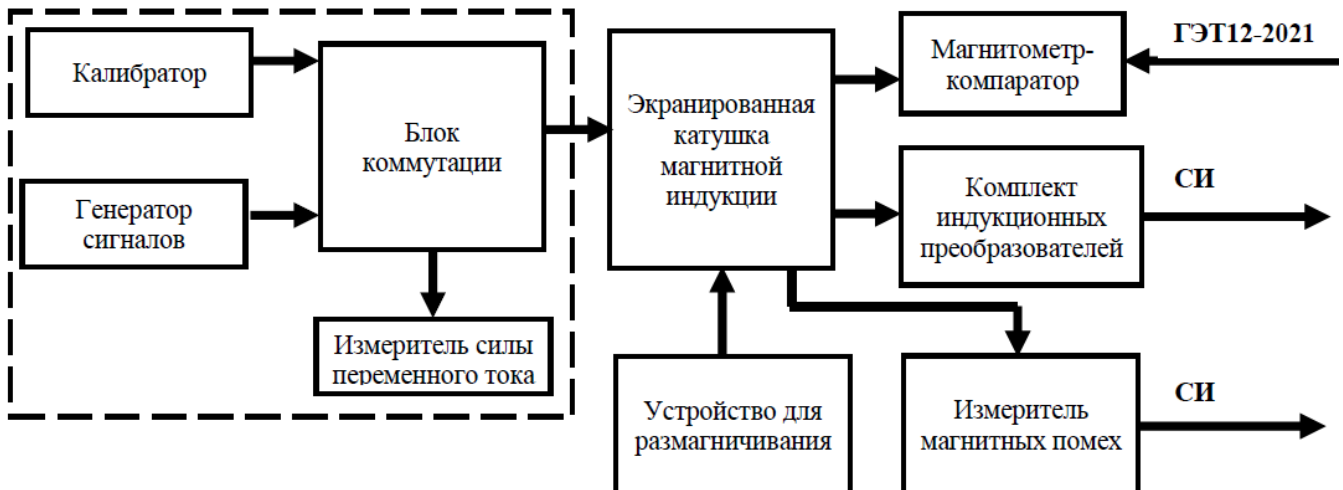 Калибратор
Генератор
сигналов
Блок
коммутации
Измеритель силы
переменного тока
Экранированная
катушка
магнитной
индукции
Устройство для
размагничивания
Магнитометр-
компаратор
ГЭТ12-2021
Комплект
индукционных
преобразователей
СИ
Измеритель
магнитных помех
СИ